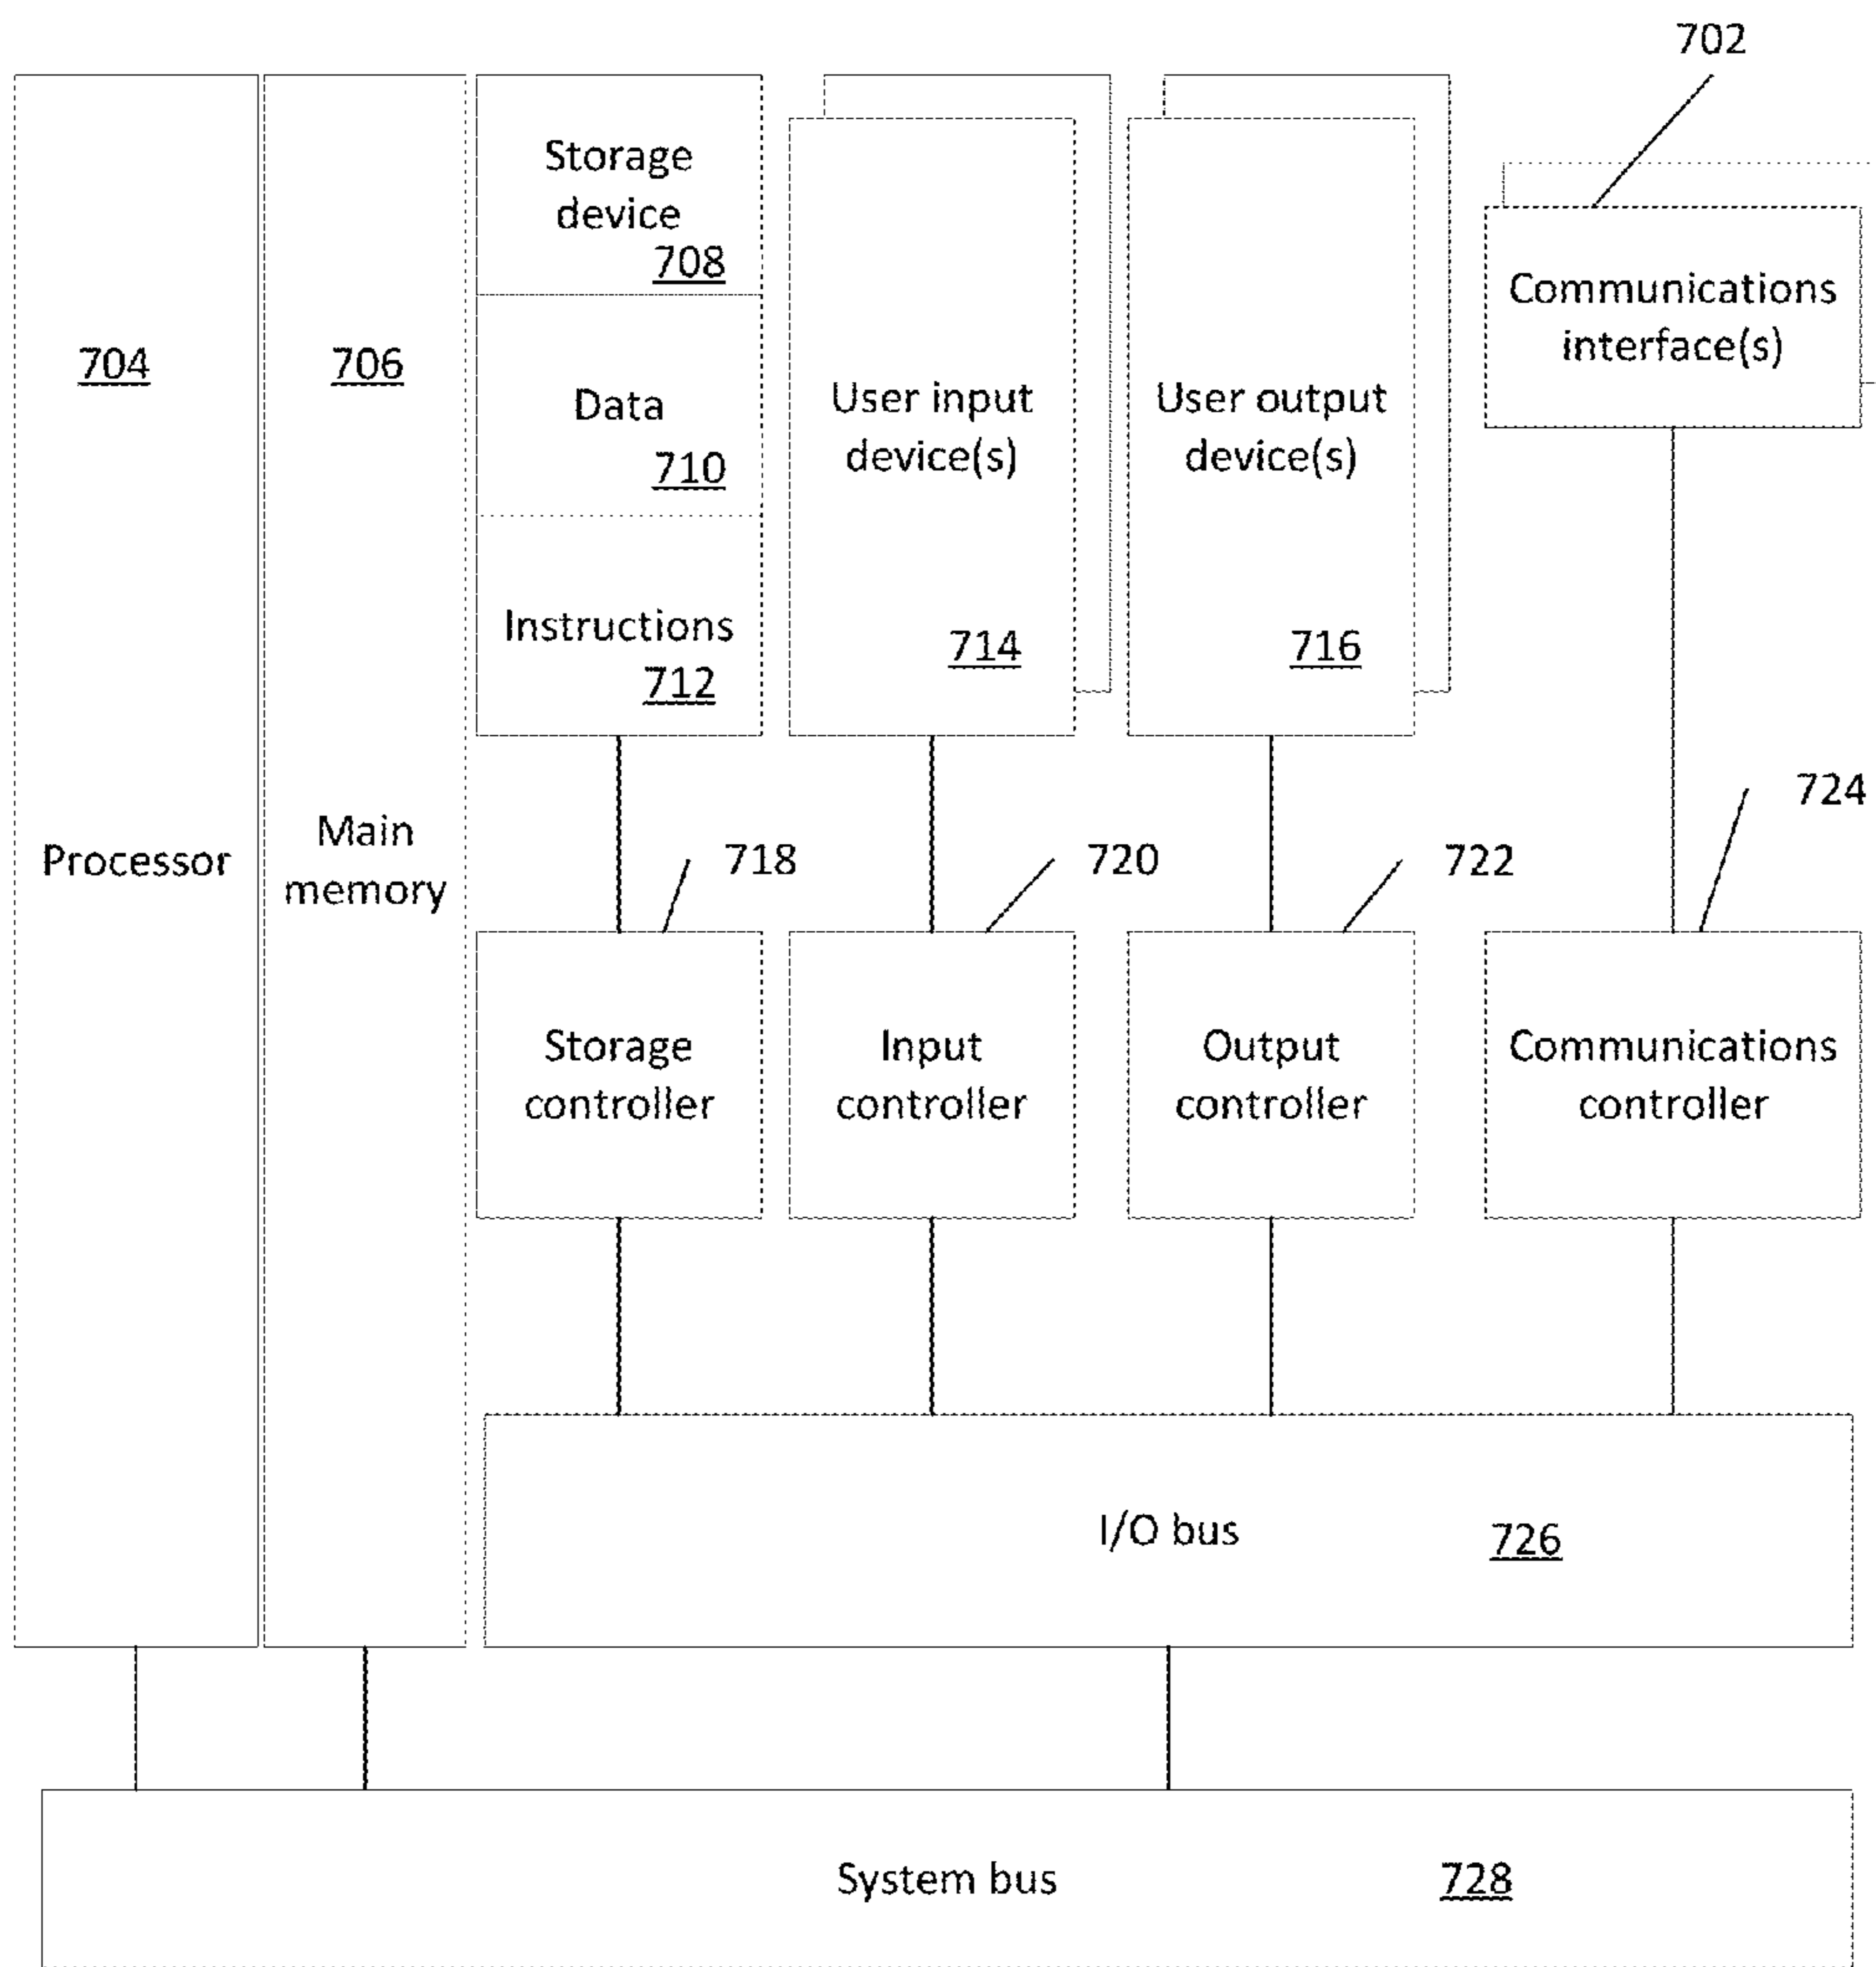 702
Storage
device
708
Communications
interface(s)
704
706
Data
710
User input
device(s)
User output
device(s)
Instructions
712
714
716
724
Processor
Main
memory
718
720
722
Storage
controller
Input
controller
Output
controller
Communications
controller
I/O bus
726
System bus
728